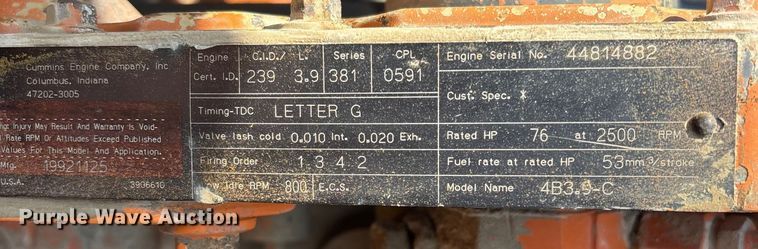 Cummins Engine Company, Inc
Columbus, Indiana
47202-3005
Injury May Result And Warranty Is Void-
Rate RPM Or Altitudes Exceed Published
Values For This Model And Application.
Mfg. 19921125
U.S.A. 3906610
Engine C.I.D./ L. Series CPL
Cert. I.D. 239 3.9 381 0591
Timing-TDC LETTER G
Valve lash cold 0.010 Int. 0.020 Exh.
Firing Order 1 3 4 2
Low Idle RPM 800 E.C.S.
Engine Serial No. 44814882
Cust. Spec. *
Rated HP 76 at 2500 RPM
Fuel rate at rated HP 53 mm³/stroke
Model Name 4B3.9-C
Purple Wave Auction